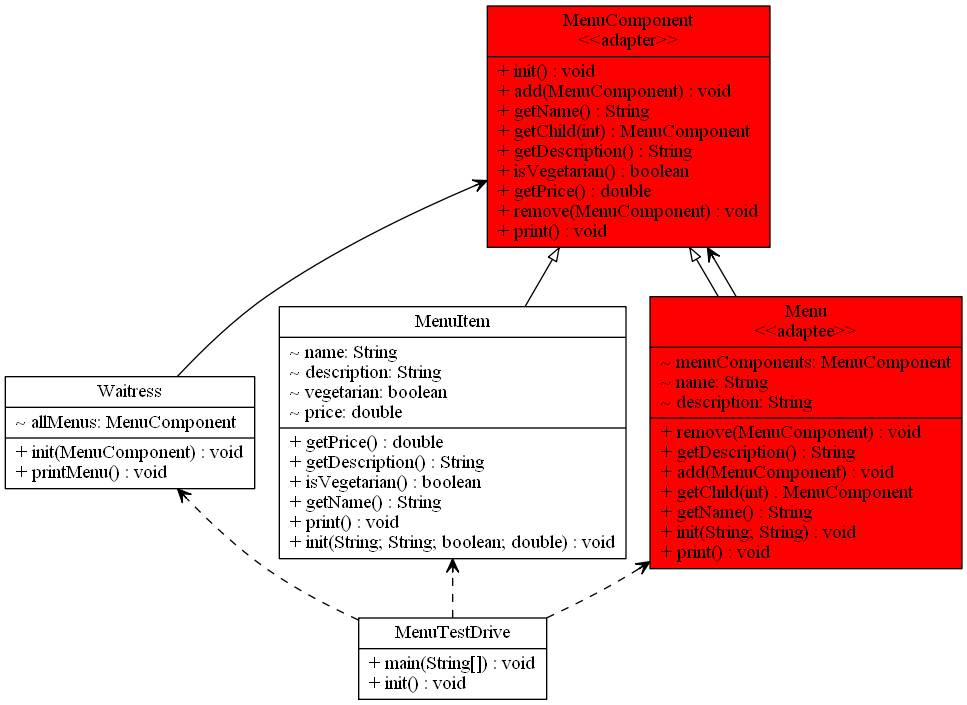 MenuComponent
<<adapter>>
+ init() : void
+ add(MenuComponent) : void
+ getName() : String
+ getChild(int) : MenuComponent
+ getDescription() : String
+ isVegetarian() : boolean
+ getPrice() : double
+ remove(MenuComponent) : void
+ print() : void
Waitress
~ allMenus: MenuComponent
+ init(MenuComponent) : void
+ printMenu() : void
MenuItem
~ name: String
~ description: String
~ vegetarian: boolean
~ price: double
+ getPrice() : double
+ getDescription() : String
+ isVegetarian() : boolean
+ getName() : String
+ print() : void
+ init(String; String; boolean; double) : void
Menu
<<adaptee>>
~ menuComponents: MenuComponent
~ name: String
~ description: String
+ remove(MenuComponent) : void
+ getDescription() : String
+ add(MenuComponent) : void
+ getChild(int) : MenuComponent
+ getName() : String
+ init(String; String) : void
+ print() : void
MenuTestDrive
+ main(String[]) : void
+ init() : void